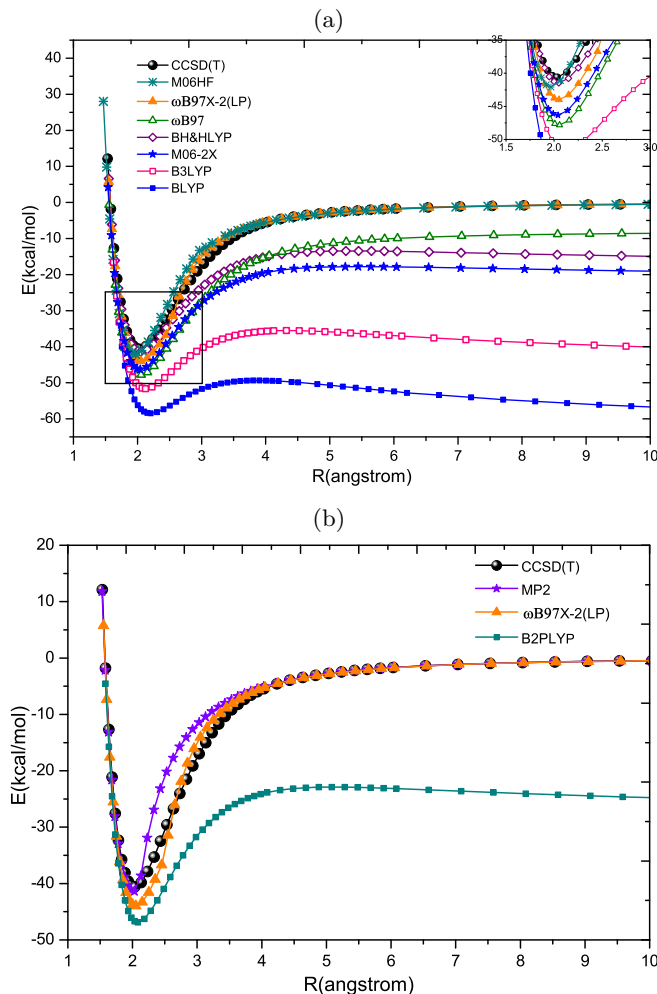 (a)
45
40
30
20
10
0
-10
-20
-30
-40
-50
-60
E(kcal/mol)
CCSD(T)
M06HF
ωB97X-2(LP)
ωB97
BH&HLYP
M06-2X
B3LYP
BLYP
-35
-40
-45
-50
1.5 2.0 2.5 3.0
1 2 3 4 5 6 7 8 9 10
R(angstrom)
(b)
20
10
0
-10
-20
-30
-40
-50
E(kcal/mol)
CCSD(T)
MP2
ωB97X-2(LP)
B2PLYP
1 2 3 4 5 6 7 8 9 10
R(angstrom)